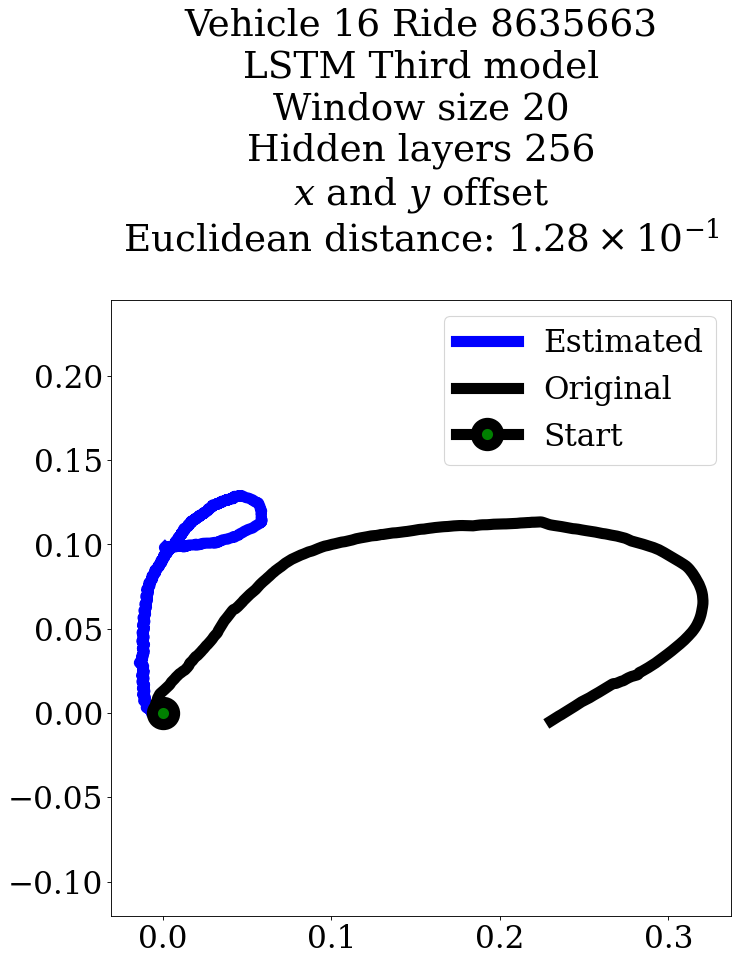 Vehicle 16 Ride 8635663
LSTM Third model
Window size 20
Hidden layers 256
x and y offset
Euclidean distance: 1.28 × 10⁻¹
Estimated
Original
Start
0.20
0.15
0.10
0.05
0.00
−0.05
−0.10
0.0 0.1 0.2 0.3